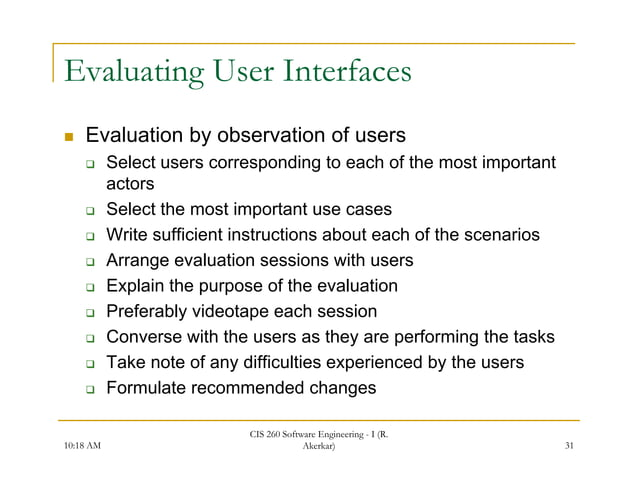 Evaluating User Interfaces
Evaluation by observation of users
Select users corresponding to each of the most important
actors
Select the most important use cases
Write sufficient instructions about each of the scenarios
Arrange evaluation sessions with users
Explain the purpose of the evaluation
Preferably videotape each session
Converse with the users as they are performing the tasks
Take note of any difficulties experienced by the users
Formulate recommended changes
10:18 AM
CIS 260 Software Engineering - I (R.
Akerkar)
31